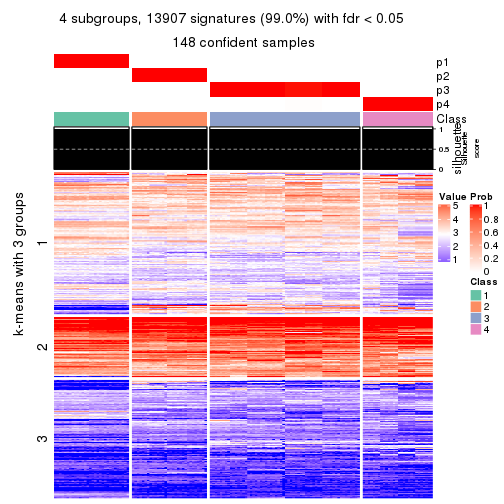 4 subgroups, 13907 signatures (99.0%) with fdr < 0.05
148 confident samples
p1
p2
p3
p4
Class
1
0.5
0
silhouette
Silhouette
score
k-means with 3 groups
1
2
3
Value
5
4
3
2
1
Prob
1
0.8
0.6
0.4
0.2
0
Class
1
2
3
4